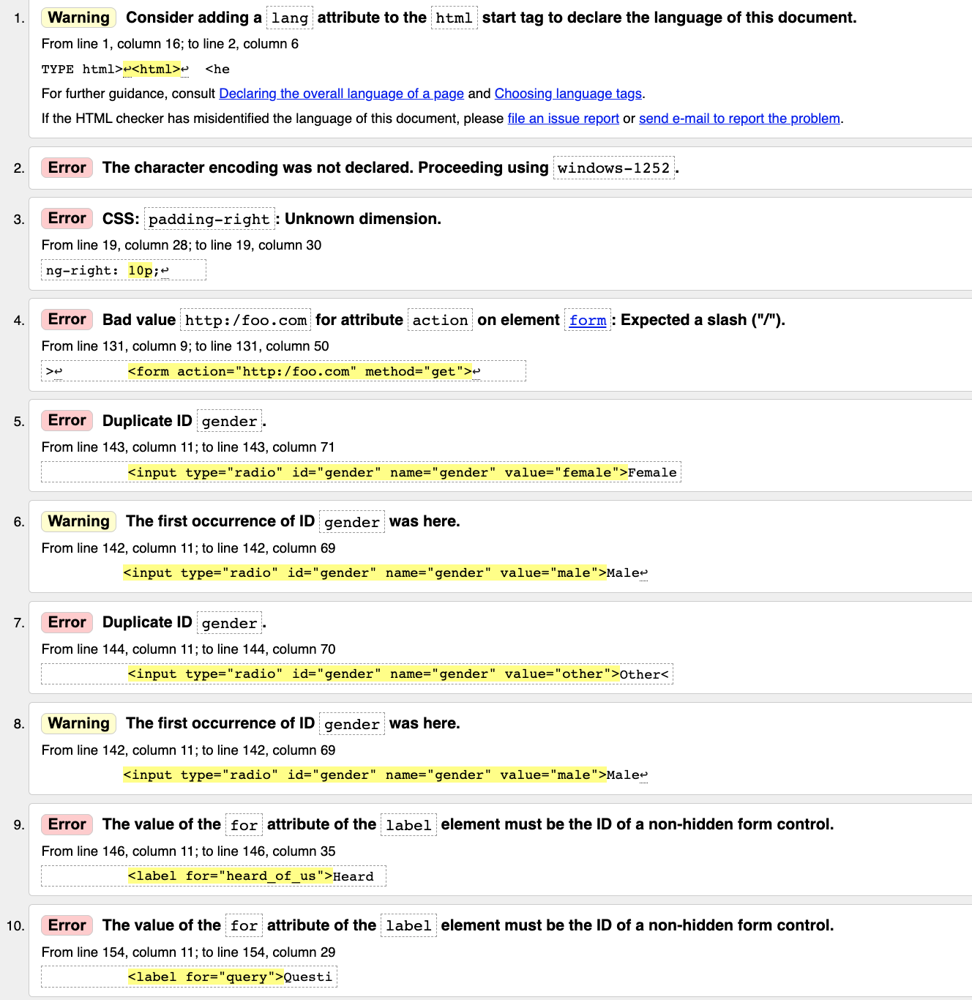 1. Warning Consider adding a lang attribute to the html start tag to declare the language of this document.
From line 1, column 16; to line 2, column 6
TYPE html>↩<html>↩  <he
For further guidance, consult Declaring the overall language of a page and Choosing language tags.
If the HTML checker has misidentified the language of this document, please file an issue report or send e-mail to report the problem.
2. Error The character encoding was not declared. Proceeding using windows-1252.
3. Error CSS: padding-right: Unknown dimension.
From line 19, column 28; to line 19, column 30
ng-right: 10p;↩
4. Error Bad value http:/foo.com for attribute action on element form: Expected a slash ("/").
From line 131, column 9; to line 131, column 50
>↩        <form action="http:/foo.com" method="get">↩
5. Error Duplicate ID gender.
From line 143, column 11; to line 143, column 71
<input type="radio" id="gender" name="gender" value="female">Female
6. Warning The first occurrence of ID gender was here.
From line 142, column 11; to line 142, column 69
<input type="radio" id="gender" name="gender" value="male">Male↩
7. Error Duplicate ID gender.
From line 144, column 11; to line 144, column 70
<input type="radio" id="gender" name="gender" value="other">Other<
8. Warning The first occurrence of ID gender was here.
From line 142, column 11; to line 142, column 69
<input type="radio" id="gender" name="gender" value="male">Male↩
9. Error The value of the for attribute of the label element must be the ID of a non-hidden form control.
From line 146, column 11; to line 146, column 35
<label for="heard_of_us">Heard
10. Error The value of the for attribute of the label element must be the ID of a non-hidden form control.
From line 154, column 11; to line 154, column 29
<label for="query">Questi